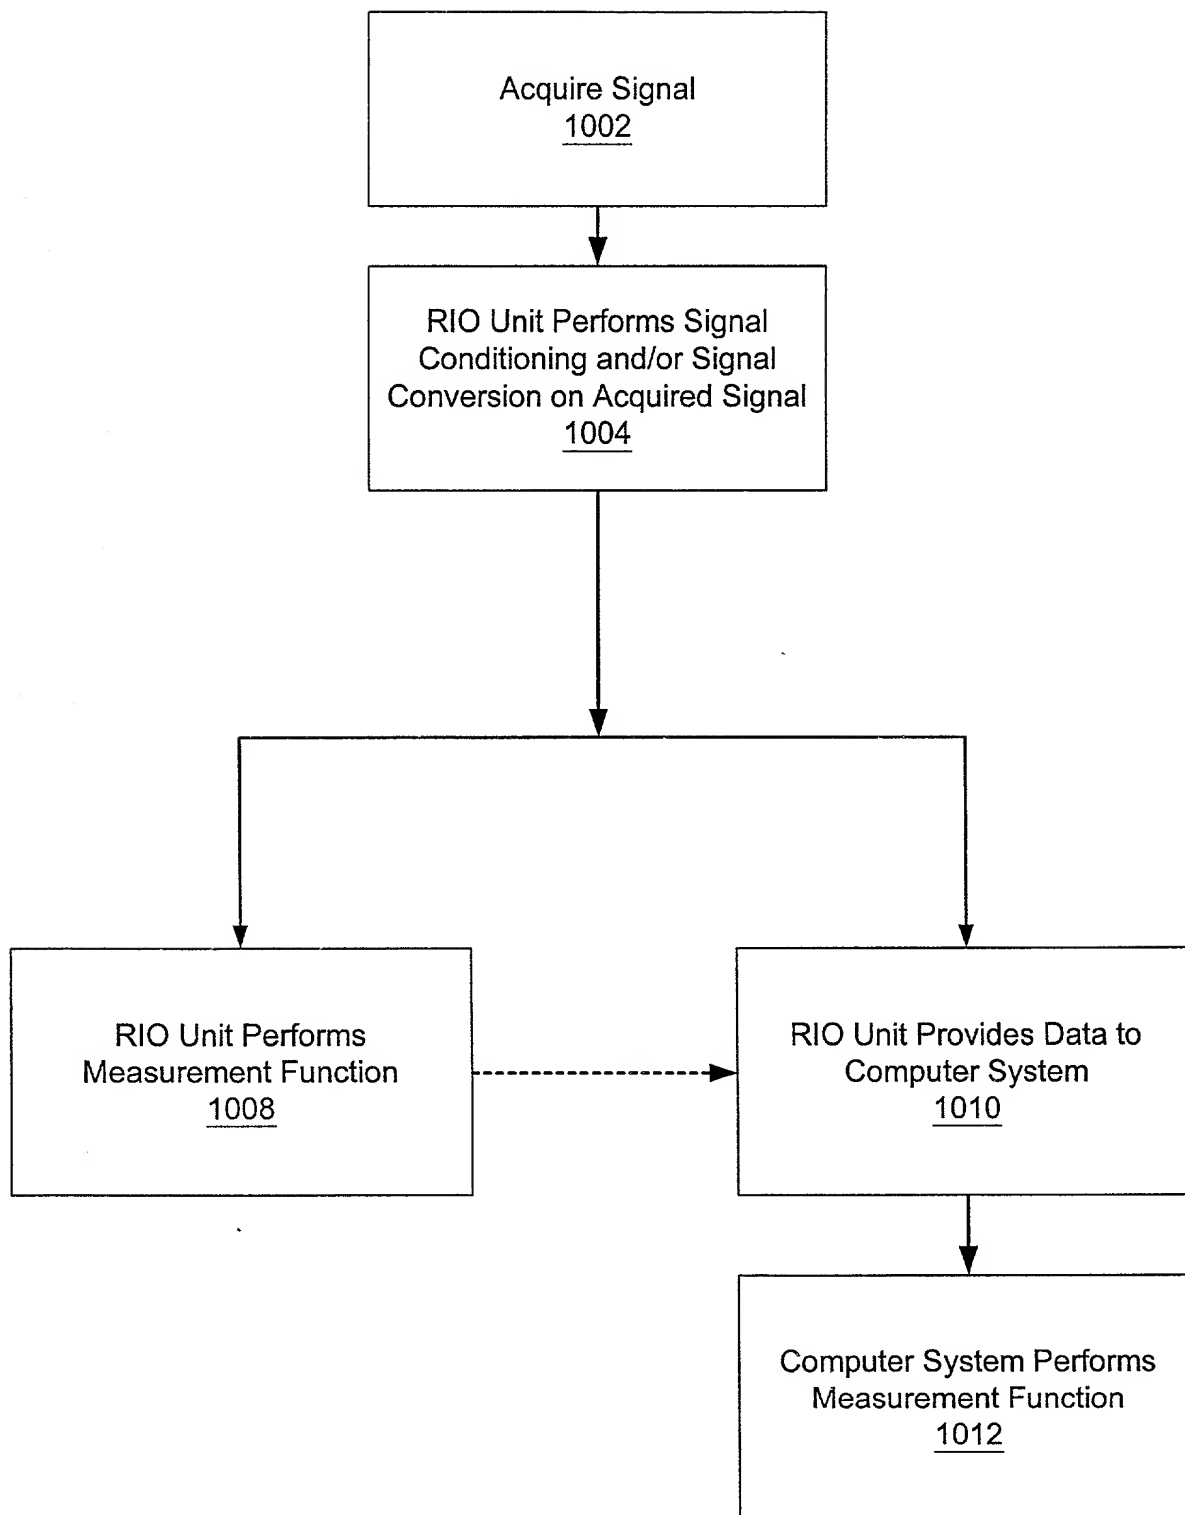 Acquire Signal
1002
RIO Unit Performs Signal
Conditioning and/or Signal
Conversion on Acquired Signal
1004
RIO Unit Performs
Measurement Function
1008
RIO Unit Provides Data to
Computer System
1010
Computer System Performs
Measurement Function
1012